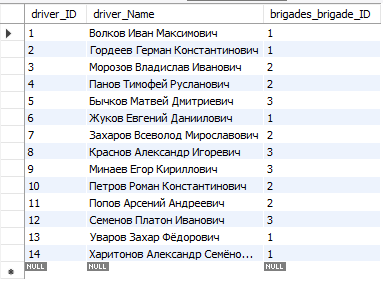 driver_ID driver_Name brigades_brigade_ID
1 Волков Иван Максимович 1
2 Гордеев Герман Константинович 1
3 Морозов Владислав Иванович 2
4 Панов Тимофей Русланович 2
5 Бычков Матвей Дмитриевич 3
6 Жуков Евгений Даниилович 1
7 Захаров Всеволод Мирославович 2
8 Краснов Александр Игоревич 3
9 Минаев Егор Кириллович 3
10 Петров Роман Константинович 2
11 Попов Арсений Андреевич 2
12 Семенов Платон Иванович 3
13 Уваров Захар Фёдорович 1
14 Харитонов Александр Семёно... 1
NULL NULL NULL